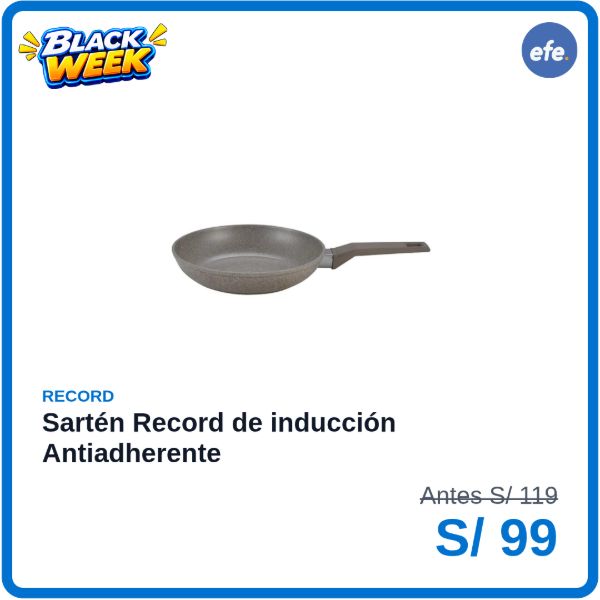 BLACK
WEEK
efe.
RECORD
Sartén Record de inducción
Antiadherente
Antes S/ 119
S/ 99